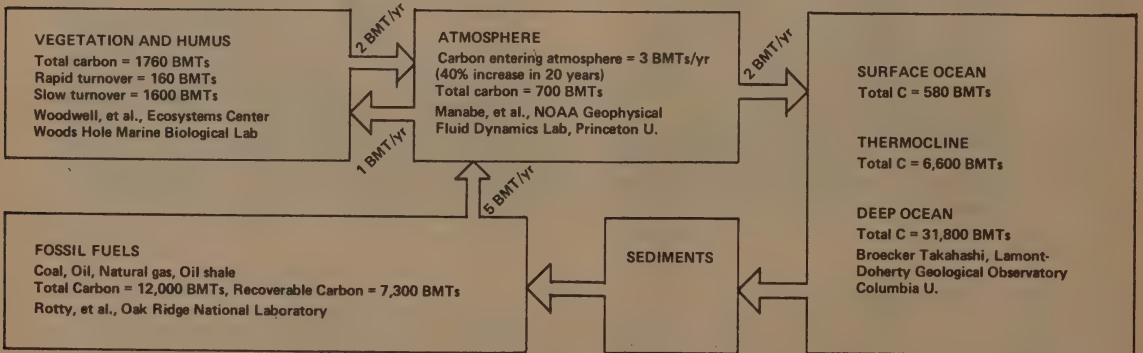 VEGETATION AND HUMUS
Total carbon = 1760 BMTs
Rapid turnover = 160 BMTs
Slow turnover = 1600 BMTs
Woodwell, et al., Ecosystems Center
Woods Hole Marine Biological Lab
2 BMT/yr
1 BMT/yr
ATMOSPHERE
Carbon entering atmosphere = 3 BMTs/yr
(40% increase in 20 years)
Total carbon = 700 BMTs
Manabe, et al., NOAA Geophysical
Fluid Dynamics Lab, Princeton U.
2 BMT/yr
SURFACE OCEAN
Total C = 580 BMTs
THERMOCLINE
Total C = 6,600 BMTs
DEEP OCEAN
Total C = 31,800 BMTs
Broecker Takahashi, Lamont-
Doherty Geological Observatory
Columbia U.
5 BMT/yr
FOSSIL FUELS
Coal, Oil, Natural gas, Oil shale
Total Carbon = 12,000 BMTs, Recoverable Carbon = 7,300 BMTs
Rotty, et al., Oak Ridge National Laboratory
SEDIMENTS